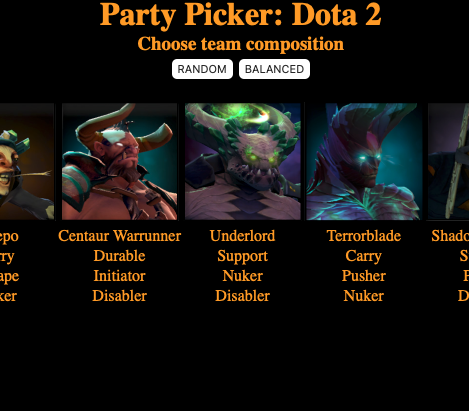 Party Picker: Dota 2
Choose team composition
RANDOM BALANCED
epo Centaur Warrunner Underlord Terrorblade Shado
rry Durable Support Carry S
ape Initiator Nuker Pusher
ker Disabler Disabler Nuker D